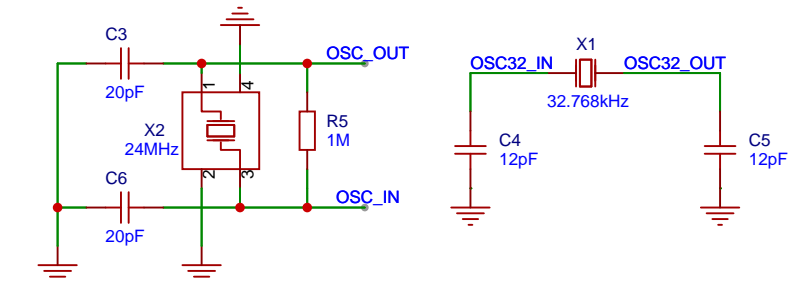 C3
20pF
OSC_OUT
1
4
X2
24MHz
R5
1M
2
3
C6
20pF
OSC_IN
X1
OSC32_IN
OSC32_OUT
32.768kHz
C4
12pF
C5
12pF